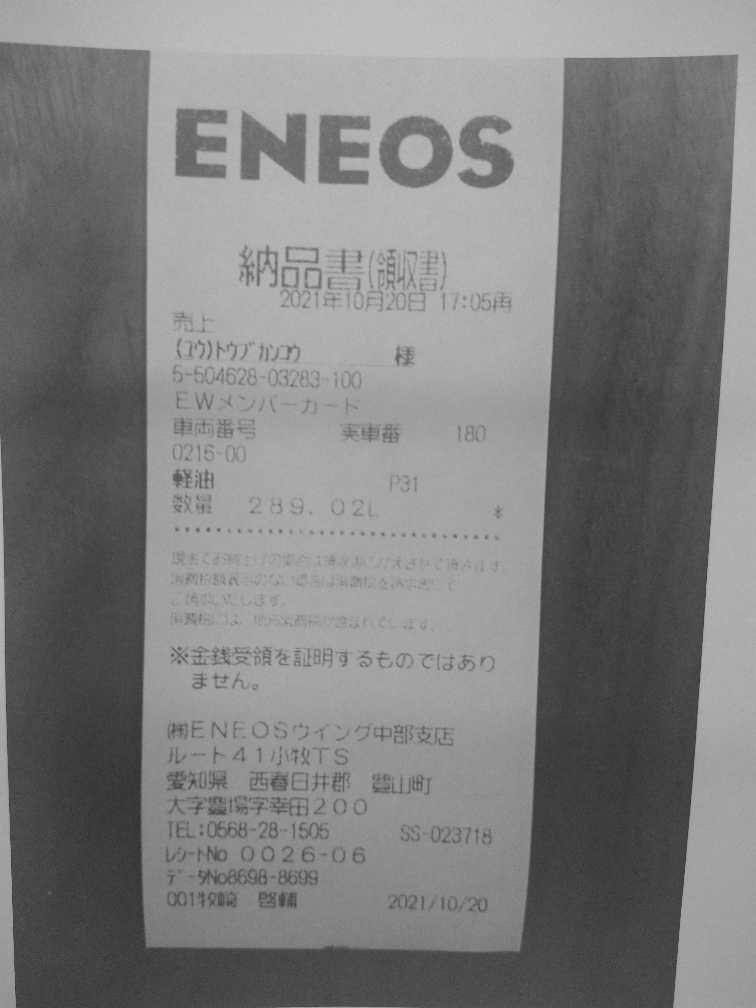 ENEOS
納品書(領収書)
2021年10月20日 17:05再
売上
(ユウ)トウブカンコウ 様
5-504628-03283-100
EWメンバーカード
車両番号 実車番 180
0216-00
軽油 P31
数量 289.02L *
※金銭受領を証明するものではあり
ません。
㈱ENEOSウイング中部支店
ルート41小牧TS
愛知県 西春日井郡 豊山町
大字豊場字幸田200
TEL:0568-28-1505 SS-023718
レシートNo 0026-06
データNo8698-8699
001 啓輔 2021/10/20